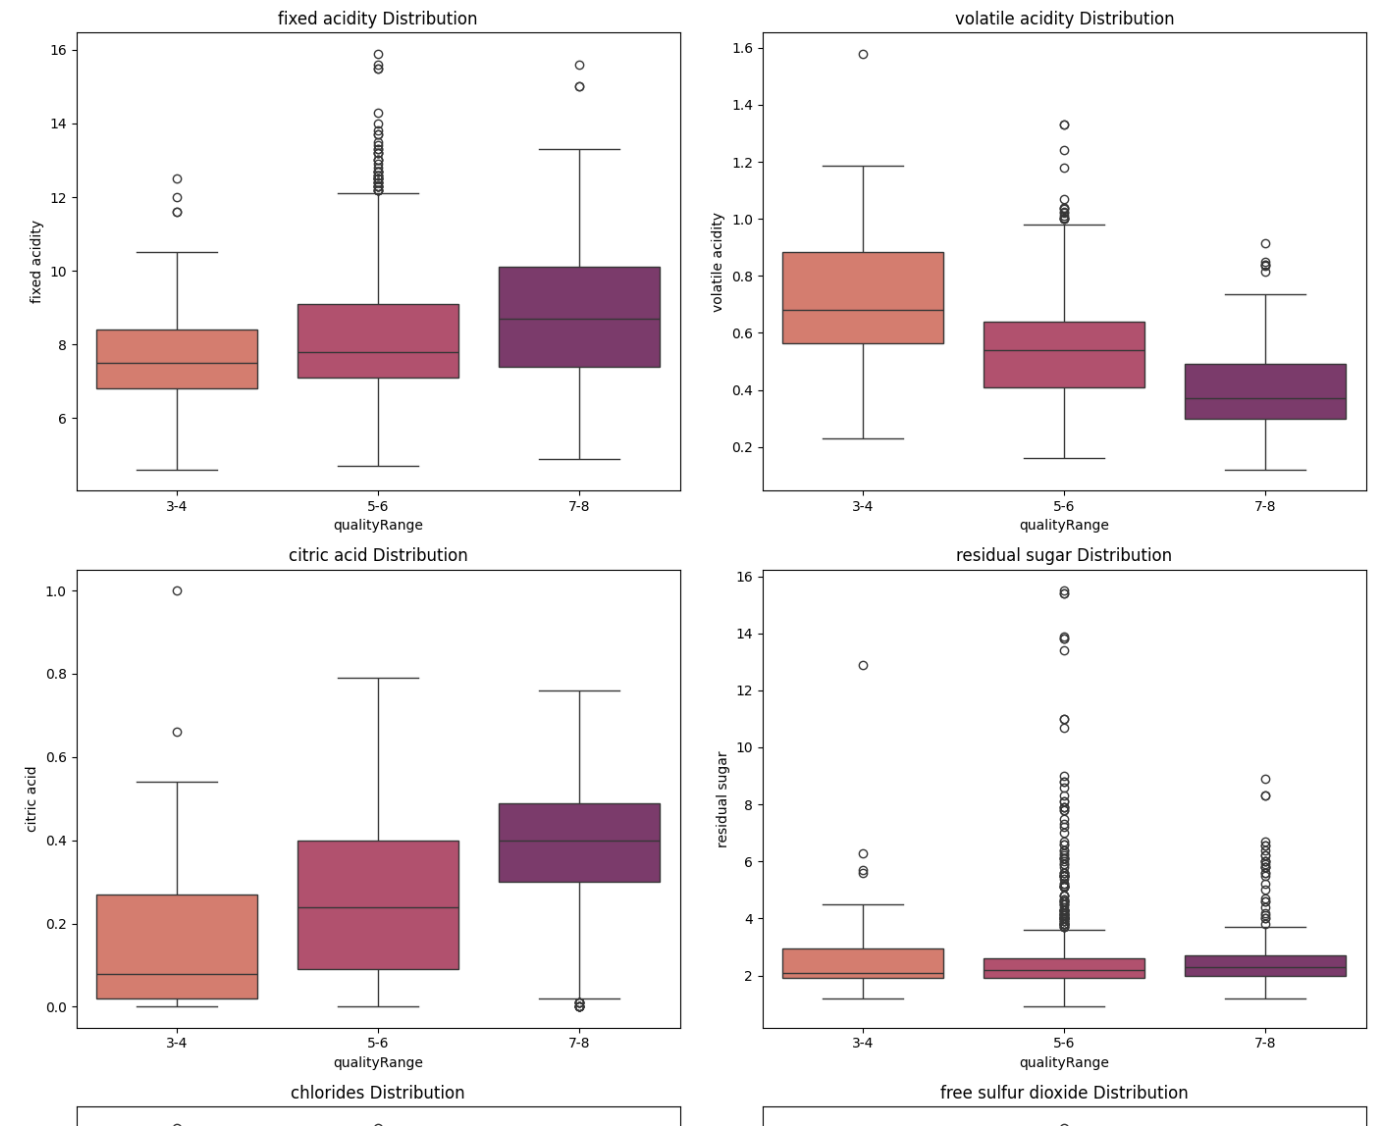 fixed acidity Distribution
16
14
12
10
8
6
fixed acidity
3-4 5-6 7-8
qualityRange
volatile acidity Distribution
1.6
1.4
1.2
1.0
0.8
0.6
0.4
0.2
volatile acidity
3-4 5-6 7-8
qualityRange
citric acid Distribution
1.0
0.8
0.6
0.4
0.2
0.0
citric acid
3-4 5-6 7-8
qualityRange
residual sugar Distribution
16
14
12
10
8
6
4
2
residual sugar
3-4 5-6 7-8
qualityRange
chlorides Distribution
free sulfur dioxide Distribution